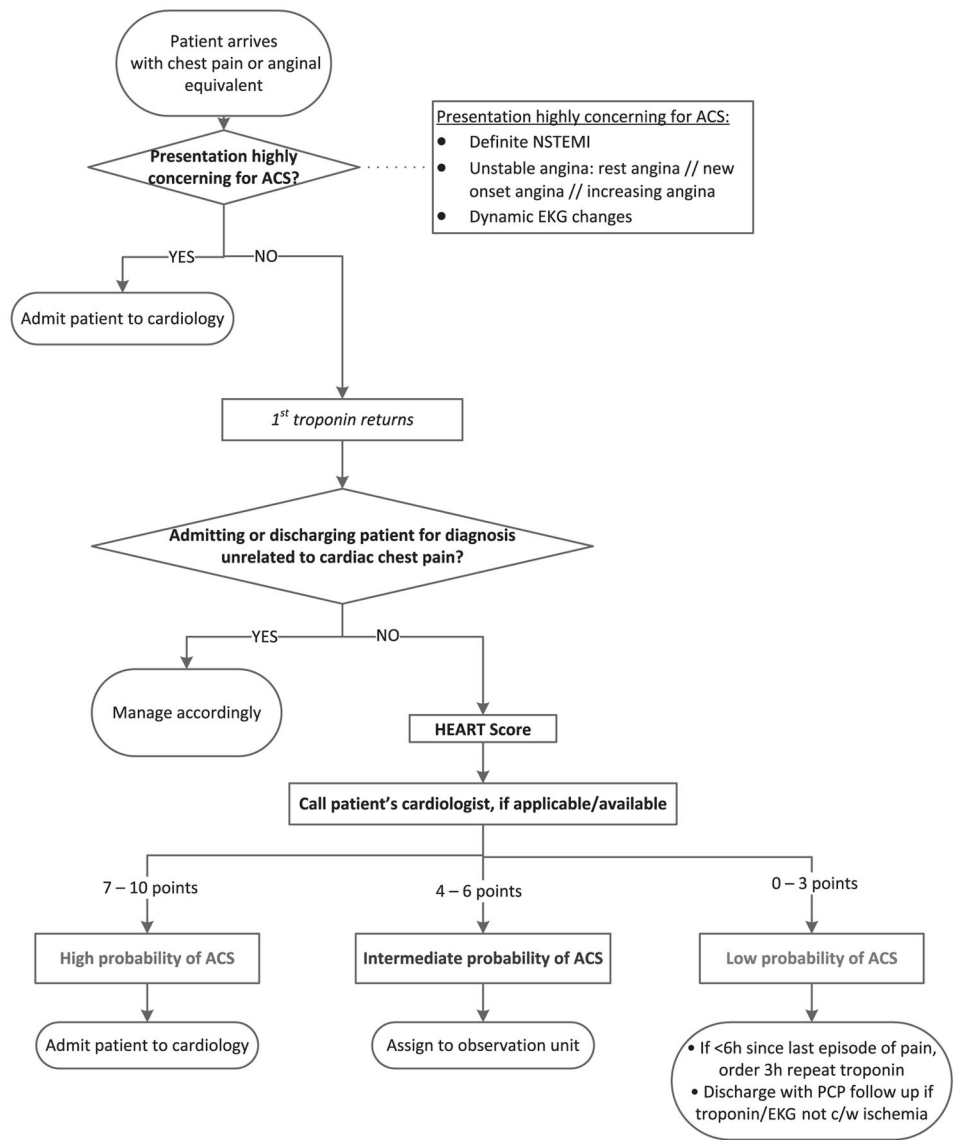 Patient arrives
with chest pain or anginal
equivalent
Presentation highly
concerning for ACS?
Presentation highly concerning for ACS:
● Definite NSTEMI
● Unstable angina: rest angina // new
onset angina // increasing angina
● Dynamic EKG changes
YES
NO
Admit patient to cardiology
1st troponin returns
Admitting or discharging patient for diagnosis
unrelated to cardiac chest pain?
YES
NO
Manage accordingly
HEART Score
Call patient's cardiologist, if applicable/available
7 – 10 points
4 – 6 points
0 – 3 points
High probability of ACS
Intermediate probability of ACS
Low probability of ACS
Admit patient to cardiology
Assign to observation unit
• If <6h since last episode of pain,
order 3h repeat troponin
• Discharge with PCP follow up if
troponin/EKG not c/w ischemia